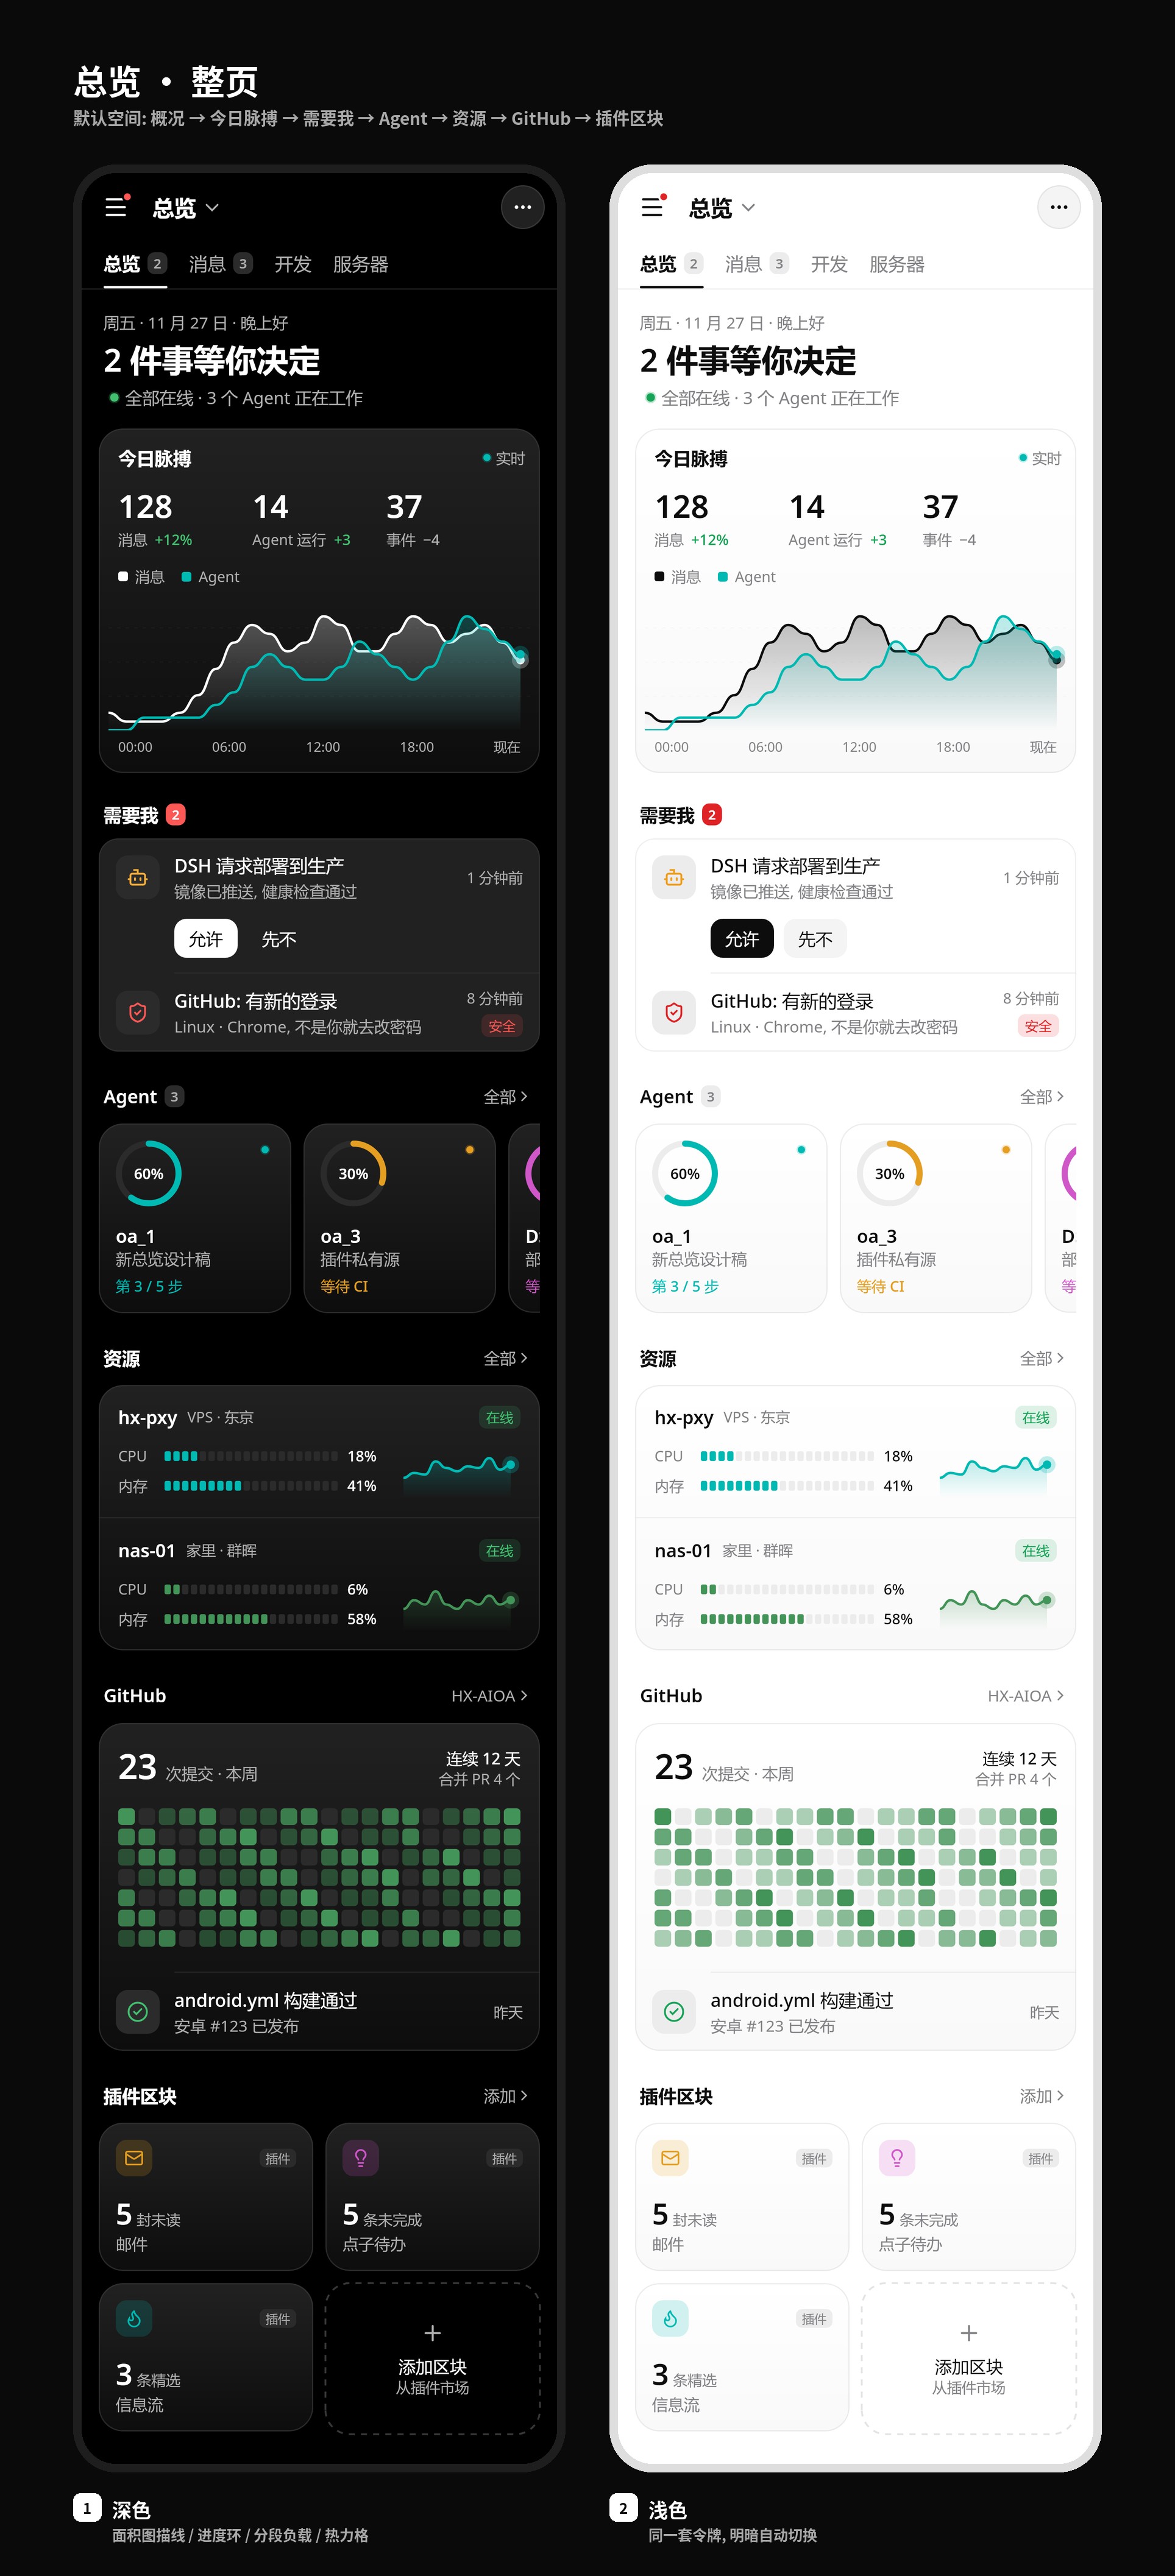 总览 · 整页
默认空间: 概况 → 今日脉搏 → 需要我 → Agent → 资源 → GitHub → 插件区块
总览
总览 2 消息 3 开发 服务器
周五 · 11 月 27 日 · 晚上好
2 件事等你决定
全部在线 · 3 个 Agent 正在工作
今日脉搏 实时
128 14 37
消息 +12% Agent 运行 +3 事件 −4
消息 Agent
00:00 06:00 12:00 18:00 现在
需要我 2
DSH 请求部署到生产
镜像已推送, 健康检查通过
1 分钟前
允许 先不
GitHub: 有新的登录
8 分钟前
Linux · Chrome, 不是你就去改密码
安全
Agent 3 全部
60% 30%
oa_1 oa_3 D
新总览设计稿 插件私有源 部
第 3 / 5 步 等待 CI 等
资源 全部
hx-pxy VPS · 东京 在线
CPU 18%
内存 41%
nas-01 家里 · 群晖 在线
CPU 6%
内存 58%
GitHub HX-AIOA
23 次提交 · 本周
连续 12 天
合并 PR 4 个
android.yml 构建通过
安卓 #123 已发布
昨天
插件区块 添加
插件 插件
5 封未读 5 条未完成
邮件 点子待办
插件
3 条精选
信息流
添加区块
从插件市场
1 深色
面积图描线 / 进度环 / 分段负载 / 热力格
总览
总览 2 消息 3 开发 服务器
周五 · 11 月 27 日 · 晚上好
2 件事等你决定
全部在线 · 3 个 Agent 正在工作
今日脉搏 实时
128 14 37
消息 +12% Agent 运行 +3 事件 −4
消息 Agent
00:00 06:00 12:00 18:00 现在
需要我 2
DSH 请求部署到生产
镜像已推送, 健康检查通过
1 分钟前
允许 先不
GitHub: 有新的登录
8 分钟前
Linux · Chrome, 不是你就去改密码
安全
Agent 3 全部
60% 30%
oa_1 oa_3 D
新总览设计稿 插件私有源 部
第 3 / 5 步 等待 CI 等
资源 全部
hx-pxy VPS · 东京 在线
CPU 18%
内存 41%
nas-01 家里 · 群晖 在线
CPU 6%
内存 58%
GitHub HX-AIOA
23 次提交 · 本周
连续 12 天
合并 PR 4 个
android.yml 构建通过
安卓 #123 已发布
昨天
插件区块 添加
插件 插件
5 封未读 5 条未完成
邮件 点子待办
插件
3 条精选
信息流
添加区块
从插件市场
2 浅色
同一套令牌, 明暗自动切换